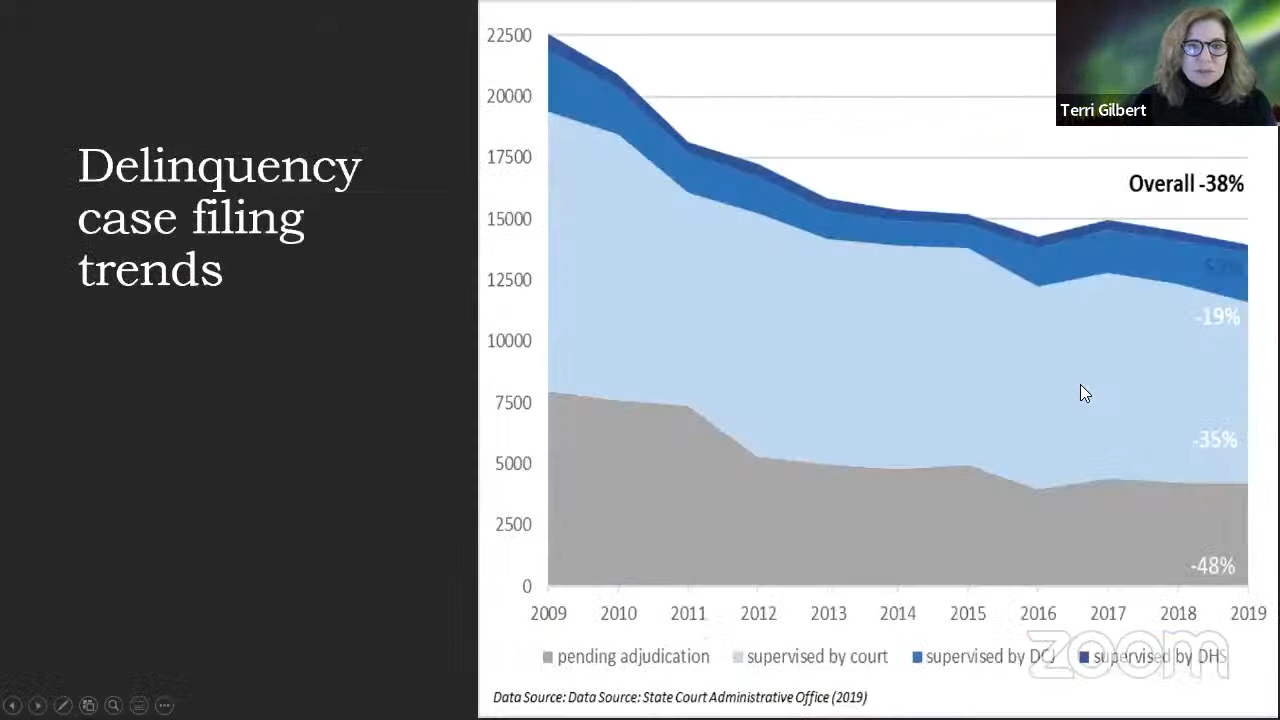 Delinquency
case filing
trends
22500
20000
17500
15000
12500
10000
7500
5000
2500
0
Terri Gilbert
Overall -38%
-19%
-35%
-48%
2009 2010 2011 2012 2013 2014 2015 2016 2017 2018 2019
pending adjudication supervised by court supervised by DCJ supervised by DHS
zoom
Data Source: Data Source: State Court Administrative Office (2019)